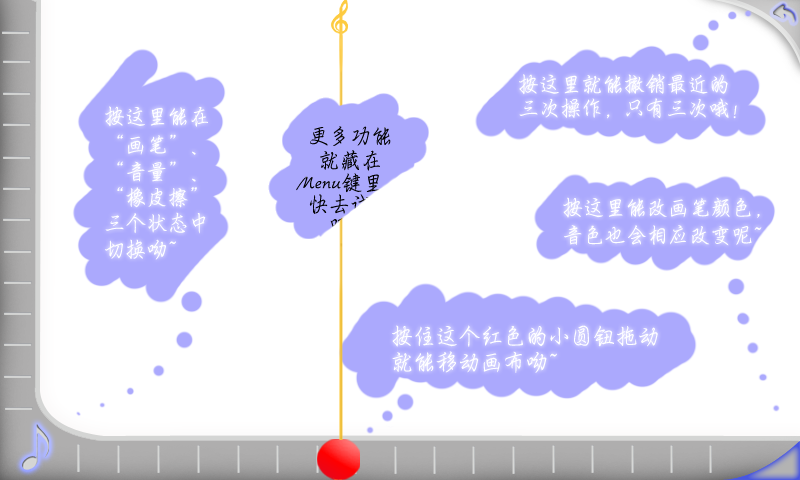 按这里能在
“画笔”、
“音量”、
“橡皮擦”
三个状态中
切换呦~
更多功能
就藏在
Menu键里
快去
按这里就能撤销最近的
三次操作，只有三次哦！
按这里能改画笔颜色，
音色也会相应改变呢~
按住这个红色的小圆钮拖动
就能移动画布呦~